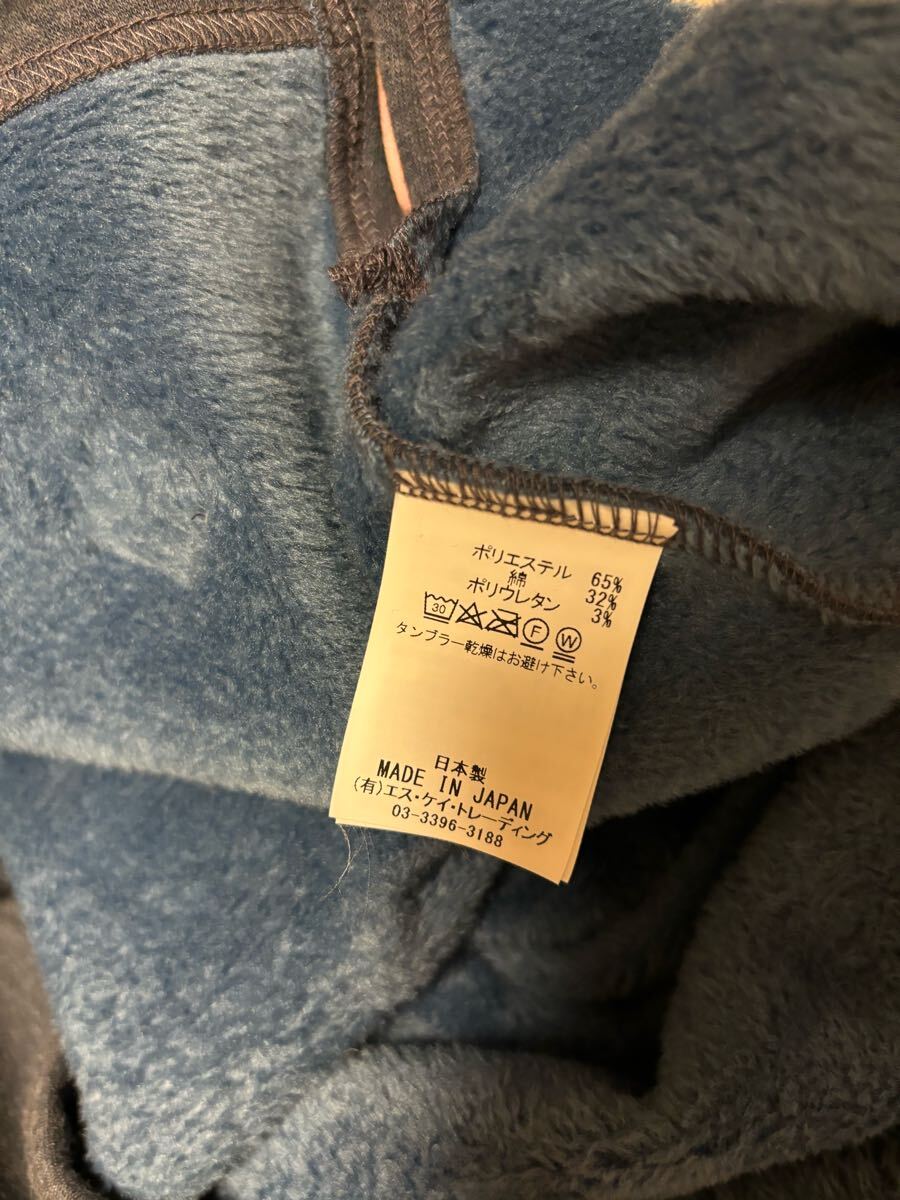 ポリエステル 65%
綿 32%
ポリウレタン 3%
30 F W
タンブラー乾燥はお避け下さい。
日本製
MADE IN JAPAN
(有)エス・ケイ・トレーディング
03-3396-3188